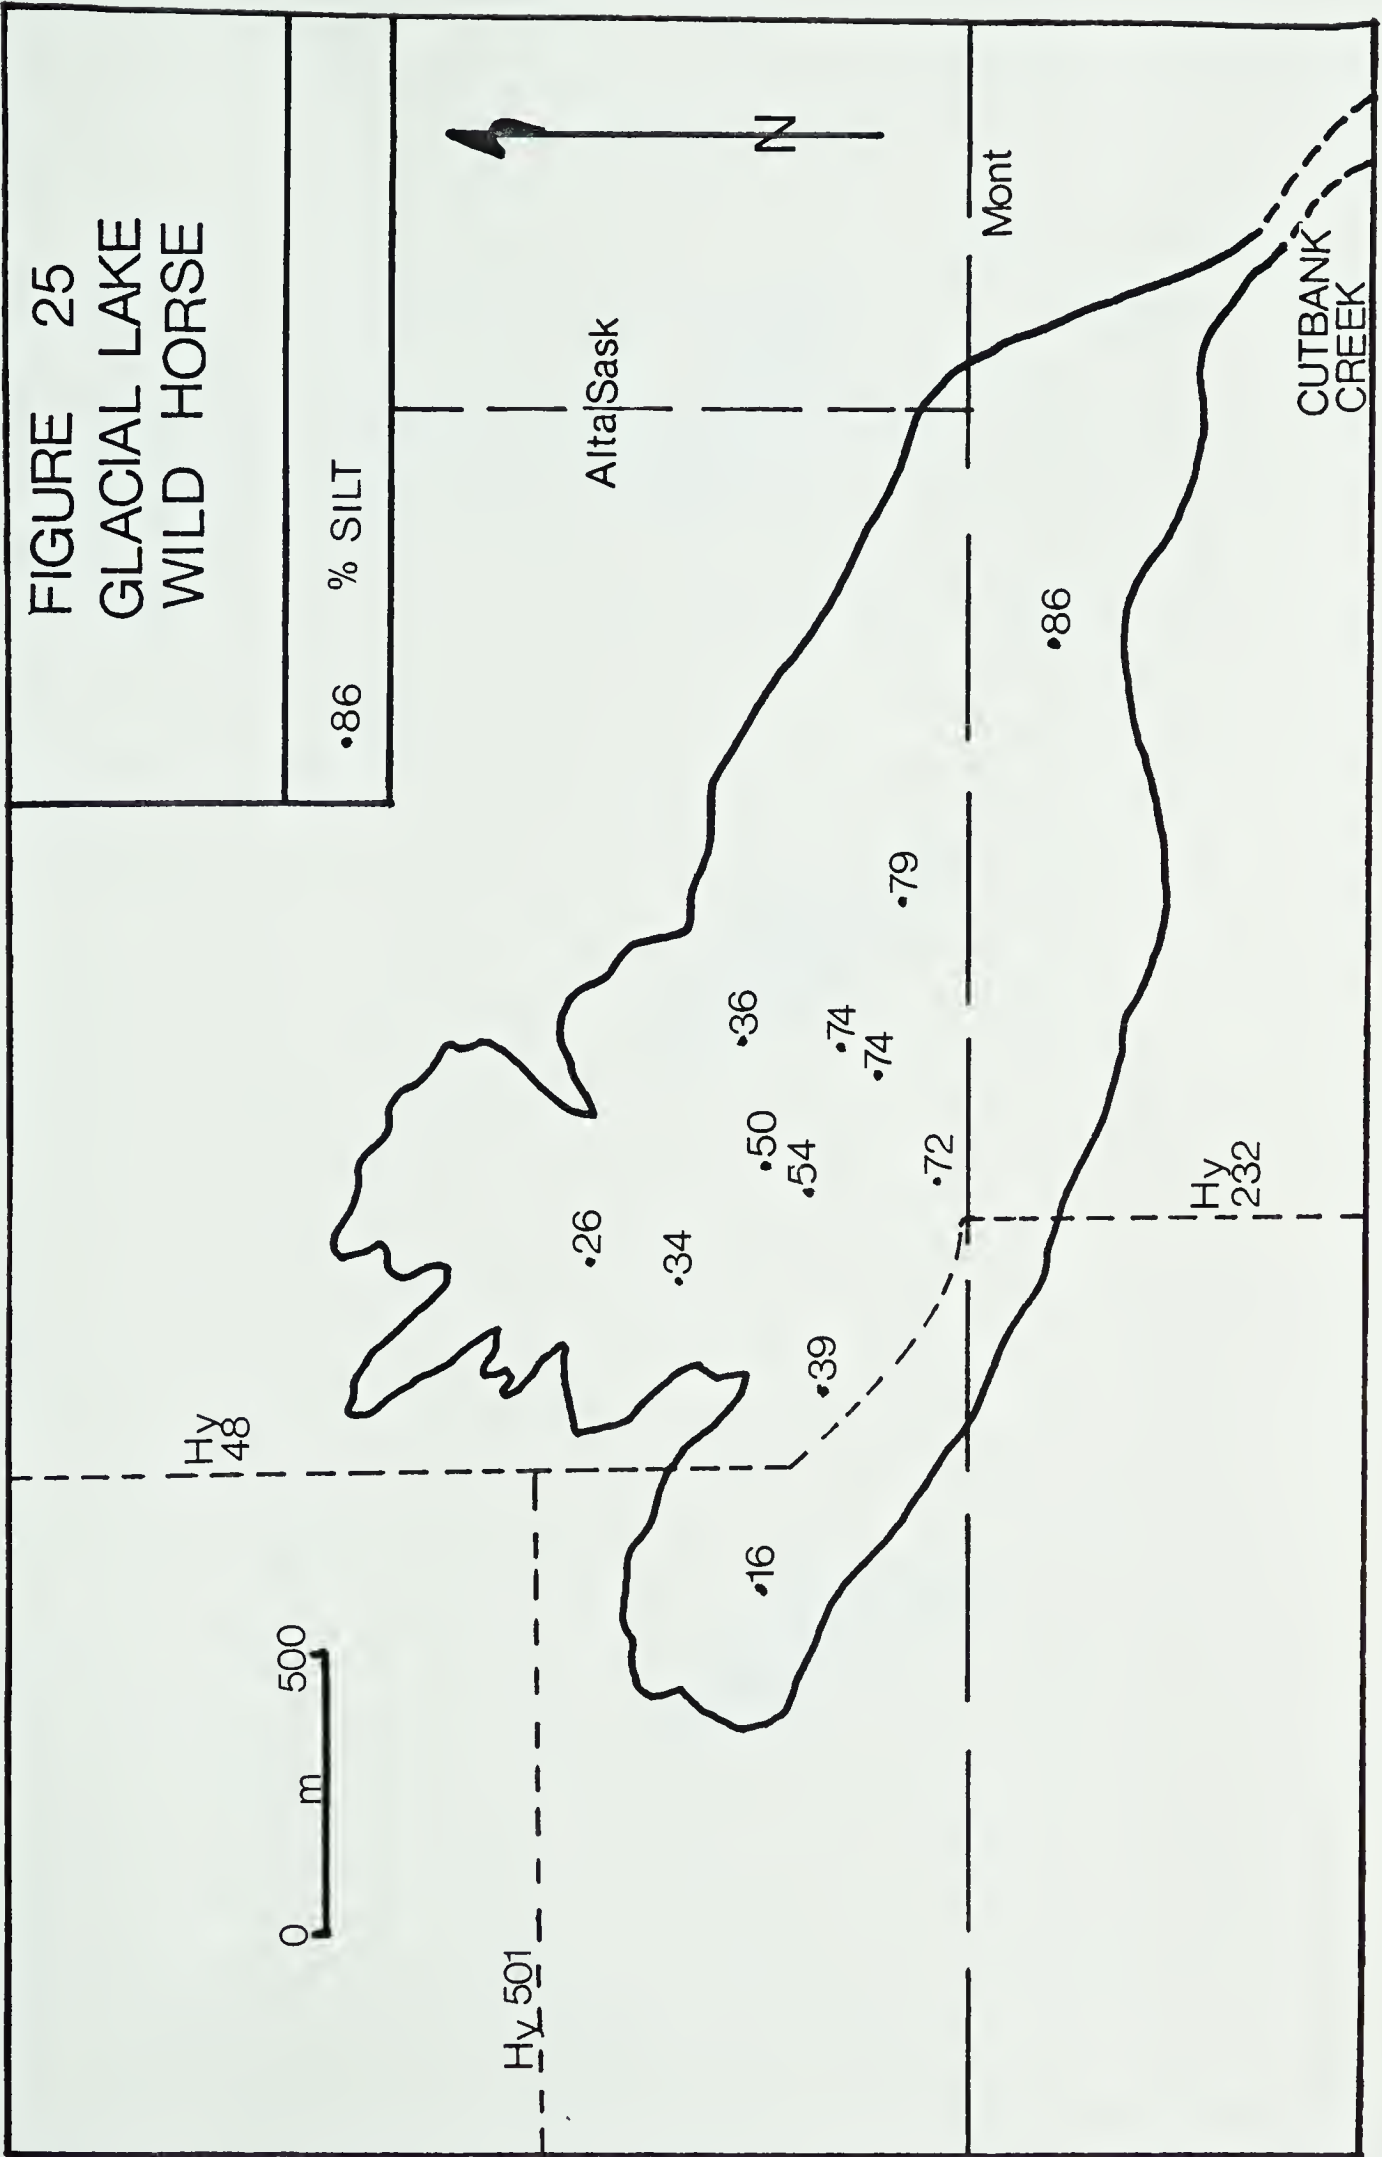 FIGURE 25
GLACIAL LAKE
WILD HORSE
•86 % SILT
0 m 500
N
Hy
48
Hy 501
Alta Sask
Mont
•26
•34
•36
•50
•54
•74
•74
•79
•39
•16
•72
•86
Hy
232
CUTBANK
CREEK